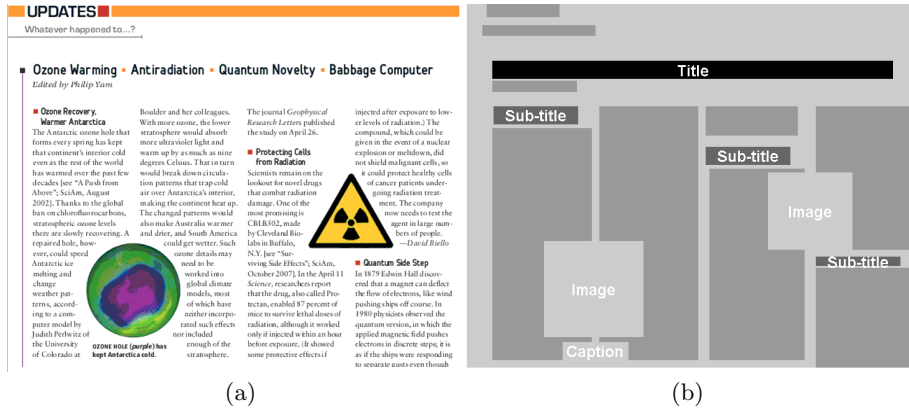 UPDATES
Whatever happened to...?
Ozone Warming ▪ Antiradiation ▪ Quantum Novelty ▪ Babbage Computer
Edited by Philip Yam
Ozone Recovery,
Warmer Antarctica
The Antarctic ozone hole that
forms every spring has kept
that continent's interior cold
even as the rest of the world
has warmed over the past few
decades [see "A Push from
Above"; SciAm, August
2002]. Thanks to the global
ban on chlorofluorocarbons,
stratospheric ozone levels
there are slowly recovering. A
repaired hole, how-
ever, could speed
Antarctic ice
melting and
change
weather pat-
terns, accord-
ing to a com-
puter model by
Judith Perlwitz of
the University
of Colorado at
OZONE HOLE (purple) has
kept Antarctica cold.
Boulder and her colleagues.
With more ozone, the lower
stratosphere would absorb
more ultraviolet light and
warm up by as much as nine
degrees Celsius. That in turn
would break down circula-
tion patterns that trap cold
air over Antarctica's interior,
making the continent heat up.
The changed patterns would
also make Australia warmer
and drier, and South America
could get wetter. Such
ozone details may
need to be
worked into
global climate
models, most
of which have
neither incorpo-
rated such effects
nor included
enough of the
stratosphere.
The journal Geophysical
Research Letters published
the study on April 26.
Protecting Cells
from Radiation
Scientists remain on the
lookout for novel drugs
that combat radiation
damage. One of the
most promising is
CBLB502, made
by Cleveland Bio-
labs in Buffalo,
N.Y. [see "Sur-
viving Side Effects"; SciAm,
October 2007]. In the April 11
Science, researchers report
that the drug, also called Pro-
tectan, enabled 87 percent of
mice to survive lethal doses of
radiation, although it worked
only if injected within an hour
before exposure. (It showed
some protective effects if
injected after exposure to low-
er levels of radiation.) The
compound, which could be
given in the event of a nuclear
explosion or meltdown, did
not shield malignant cells, so
it could protect healthy cells
of cancer patients under-
going radiation treat-
ment. The company
now needs to test the
agent in large num-
bers of people.
—David Biello
Quantum Side Step
In 1879 Edwin Hall discov-
ered that a magnet can deflect
the flow of electrons, like wind
pushing ships off course. In
1980 physicists observed the
quantum version, in which the
applied magnetic field pushes
electrons in discrete steps; it is
as if the ships were responding
to separate gusts even though
(a)
Title
Sub-title
Sub-title
Image
Sub-title
Image
Caption
(b)